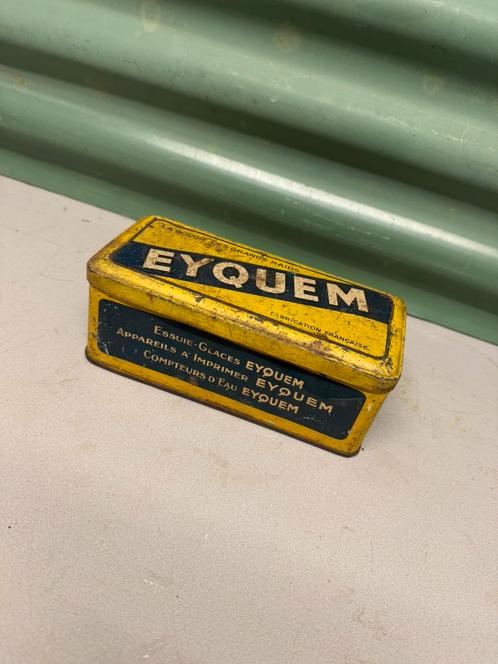 LA BOUGIE DES GRANDS RAIDS
EYQUEM
FABRICATION FRANÇAISE.
ESSUIE-GLACES EYQUEM
APPAREILS À IMPRIMER EYQUEM
COMPTEURS D'EAU EYQUEM